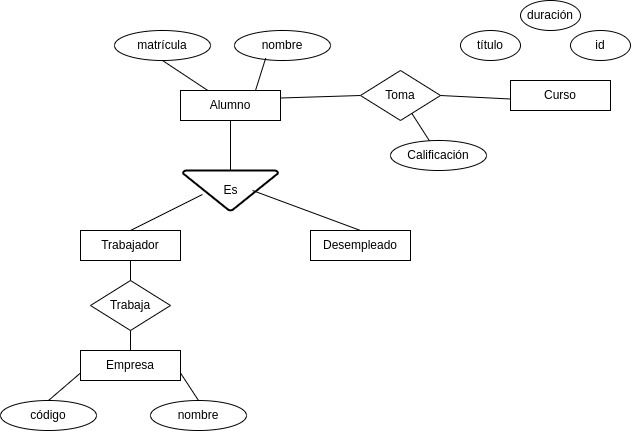 duración
matrícula
nombre
título
id
Alumno
Toma
Curso
Calificación
Es
Trabajador
Desempleado
Trabaja
Empresa
código
nombre